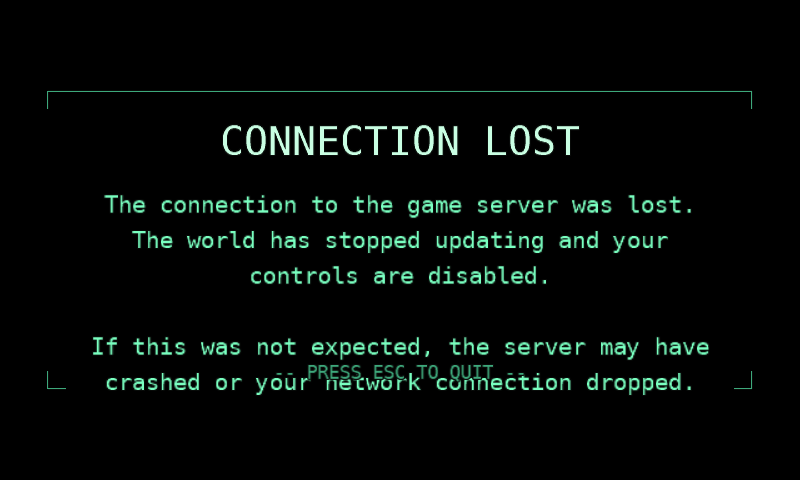 CONNECTION LOST
The connection to the game server was lost.
The world has stopped updating and your
controls are disabled.
If this was not expected, the server may have
-- PRESS ESC TO QUIT --
crashed or your network connection dropped.